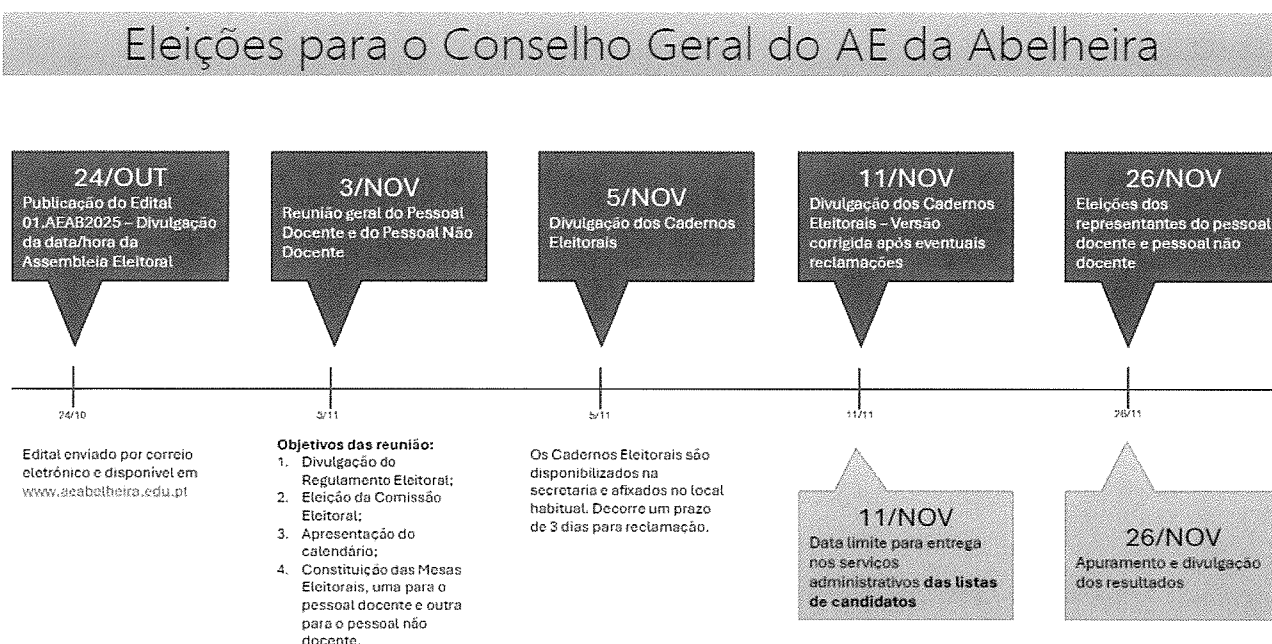 Eleições para o Conselho Geral do AE da Abelheira
24/OUT
Publicação do Edital
01.AEAB2025 – Divulgação
da data/hora da
Assembleia Eleitoral
3/NOV
Reunião geral do Pessoal
Docente e do Pessoal Não
Docente
5/NOV
Divulgação dos Cadernos
Eleitorais
11/NOV
Divulgação dos Cadernos
Eleitorais – Versão
corrigida após eventuais
reclamações
26/NOV
Eleições dos
representantes do pessoal
docente e pessoal não
docente
24/10
3/11
5/11
11/11
26/11
Edital enviado por correio
eletrónico e disponível em
www.aeabelheira.edu.pt
Objetivos das reunião:
1. Divulgação do
Regulamento Eleitoral;
2. Eleição da Comissão
Eleitoral;
3. Apresentação do
calendário;
4. Constituição das Mesas
Eleitorais, uma para o
pessoal docente e outra
para o pessoal não
docente.
Os Cadernos Eleitorais são
disponibilizados na
secretaria e afixados no local
habitual. Decorre um prazo
de 3 dias para reclamação.
11/NOV
Data limite para entrega
nos serviços
administrativos das listas
de candidatos
26/NOV
Apuramento e divulgação
dos resultados